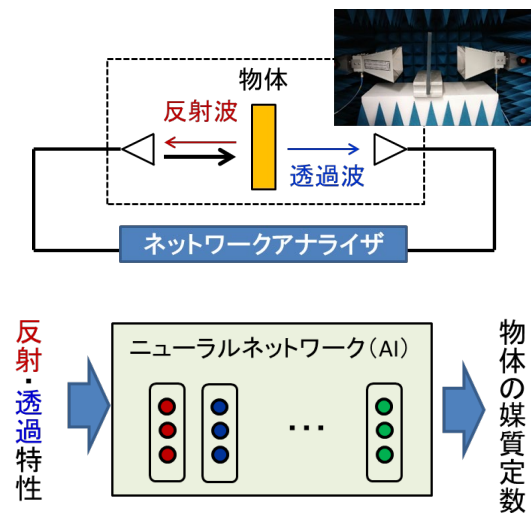 物体
反射波
透過波
ネットワークアナライザ
反射・透過特性
ニューラルネットワーク（AI）
...
物体の媒質定数